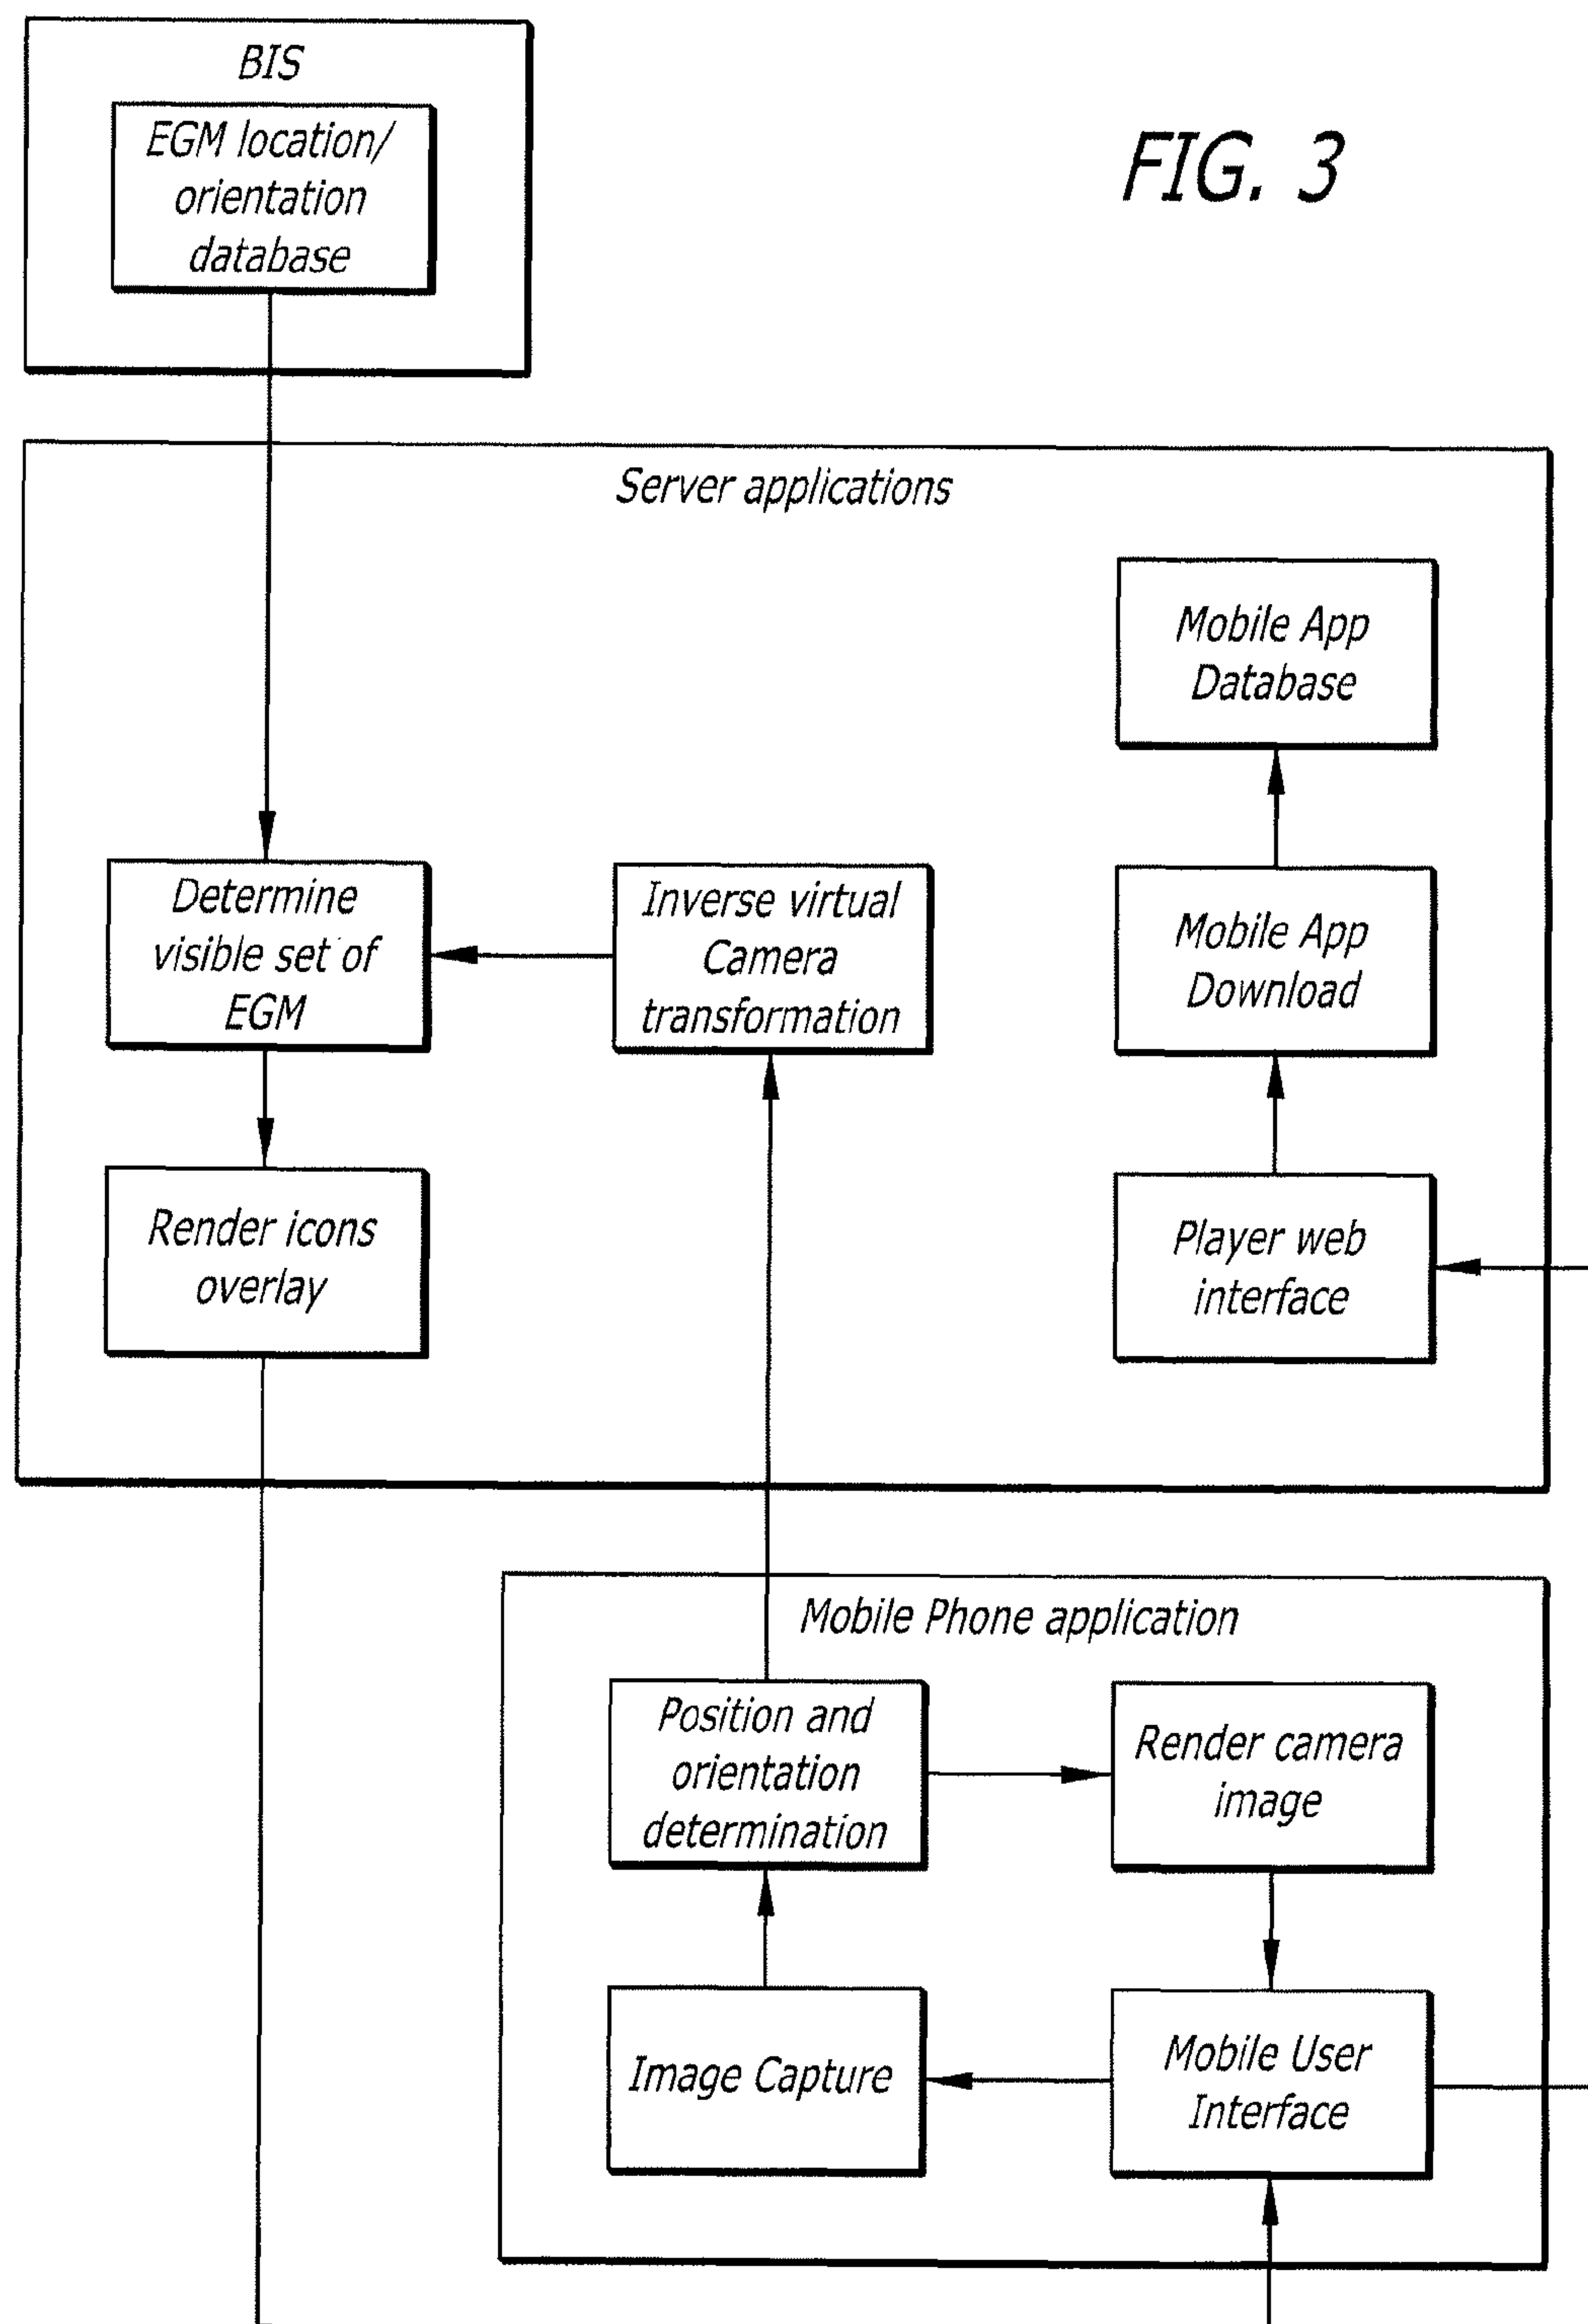 BIS
EGM location/
orientation
database
FIG. 3
Server applications
Mobile App
Database
Determine
visible set of
EGM
Inverse virtual
Camera
transformation
Mobile App
Download
Render icons
overlay
Player web
interface
Mobile Phone application
Position and
orientation
determination
Render camera
image
Image Capture
Mobile User
Interface